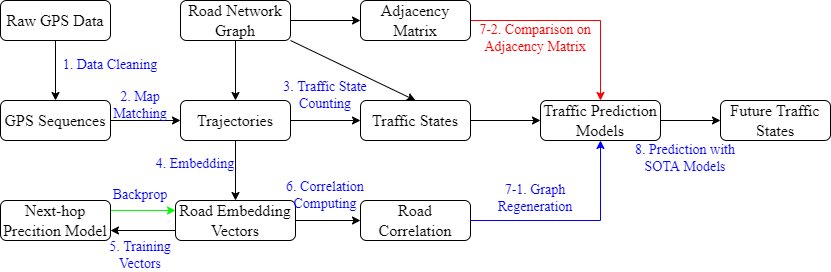 Raw GPS Data
Road Network
Graph
Adjacency
Matrix
7-2. Comparison on
Adjacency Matrix
1. Data Cleaning
2. Map
Matching
3. Traffic State
Counting
GPS Sequences
Trajectories
Traffic States
Traffic Prediction
Models
Future Traffic
States
8. Prediction with
SOTA Models
4. Embedding
6. Correlation
Computing
7-1. Graph
Regeneration
Backprop
Next-hop
Precition Model
Road Embedding
Vectors
Road
Correlation
5. Training
Vectors